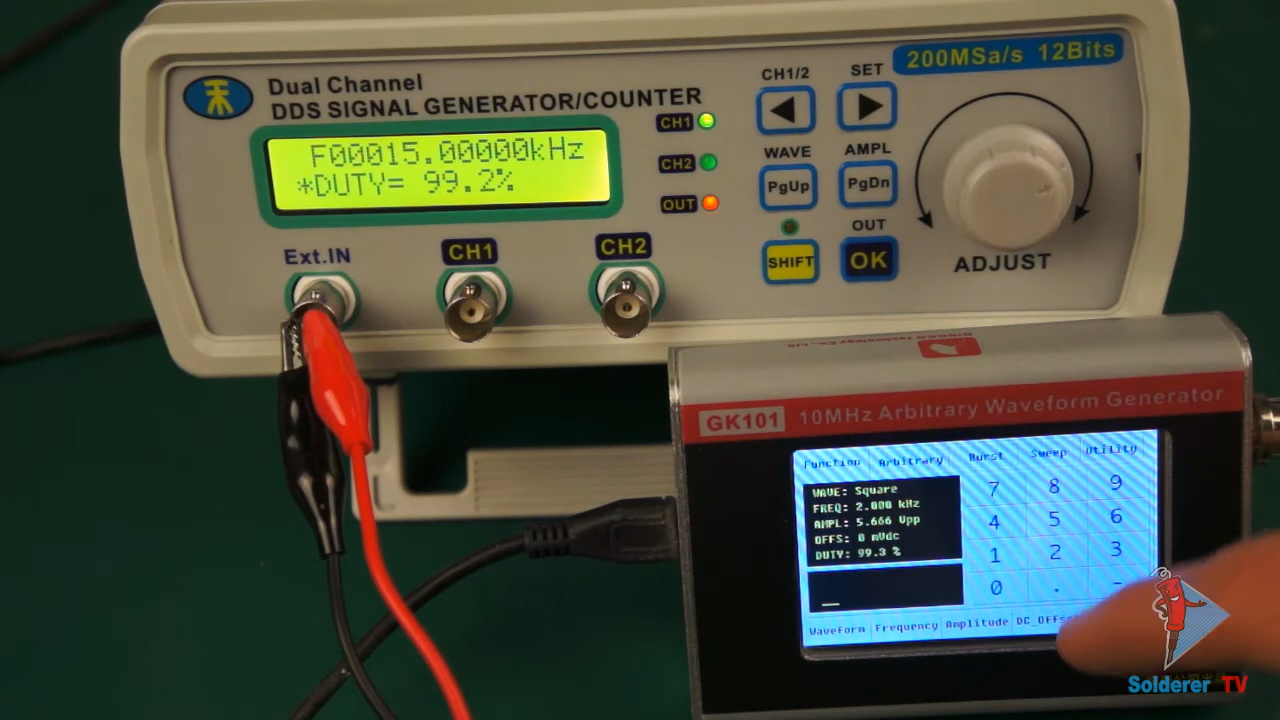 200MSa/s 12Bits
Dual Channel
DDS SIGNAL GENERATOR/COUNTER
CH1/2
SET
F00015.00000kHz
*DUTY= 99.2%
CH1
CH2
OUT
WAVE
AMPL
PgUp
PgDn
OUT
SHIFT
OK
ADJUST
Ext.IN
CH1
CH2
GK101 10MHz Arbitrary Waveform Generator
Function Arbitrary Burst Sweep Utility
WAVE: Square
FREQ: 2.000 kHz
AMPL: 5.666 Vpp
OFFS: 0 mVdc
DUTY: 99.3 %
7 8 9
4 5 6
1 2 3
0 . -
Waveform Frequency Amplitude
Solderer TV